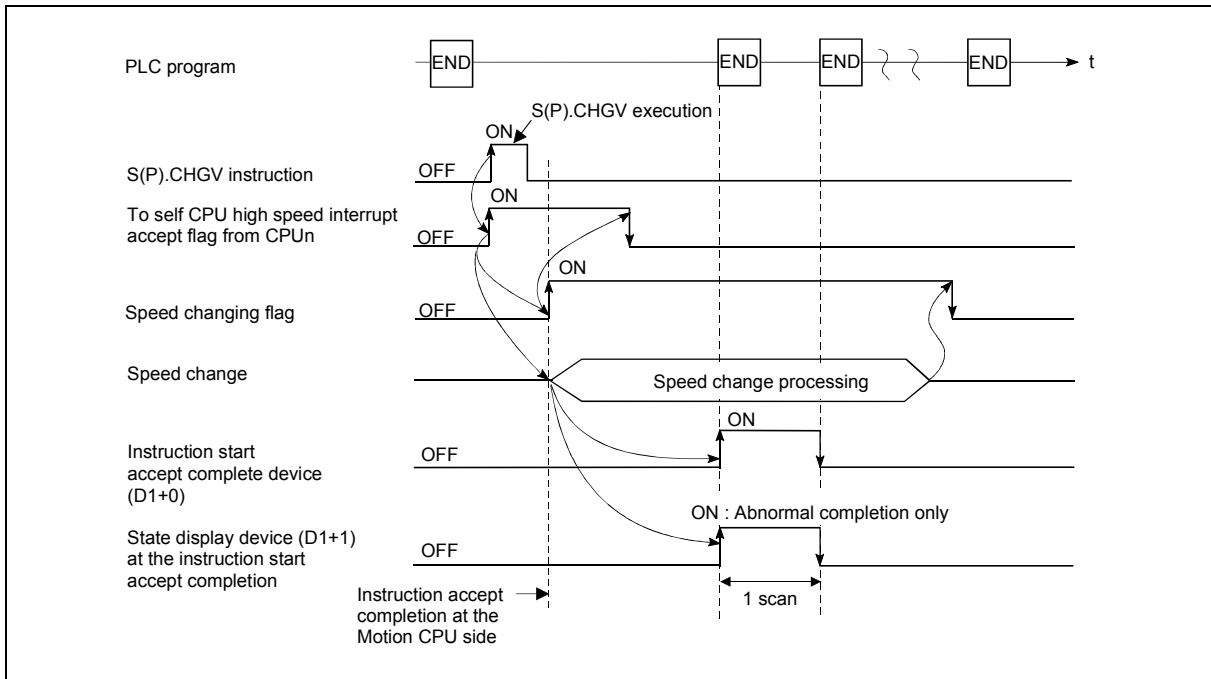 PLC program
END
END
END
END
t
S(P).CHGV execution
ON
S(P).CHGV instruction
OFF
ON
To self CPU high speed interrupt
accept flag from CPUn
OFF
ON
Speed changing flag
OFF
Speed change
Speed change processing
ON
Instruction start
accept complete device
(D1+0)
OFF
ON : Abnormal completion only
State display device (D1+1)
at the instruction start
accept completion
OFF
Instruction accept
completion at the
Motion CPU side
1 scan